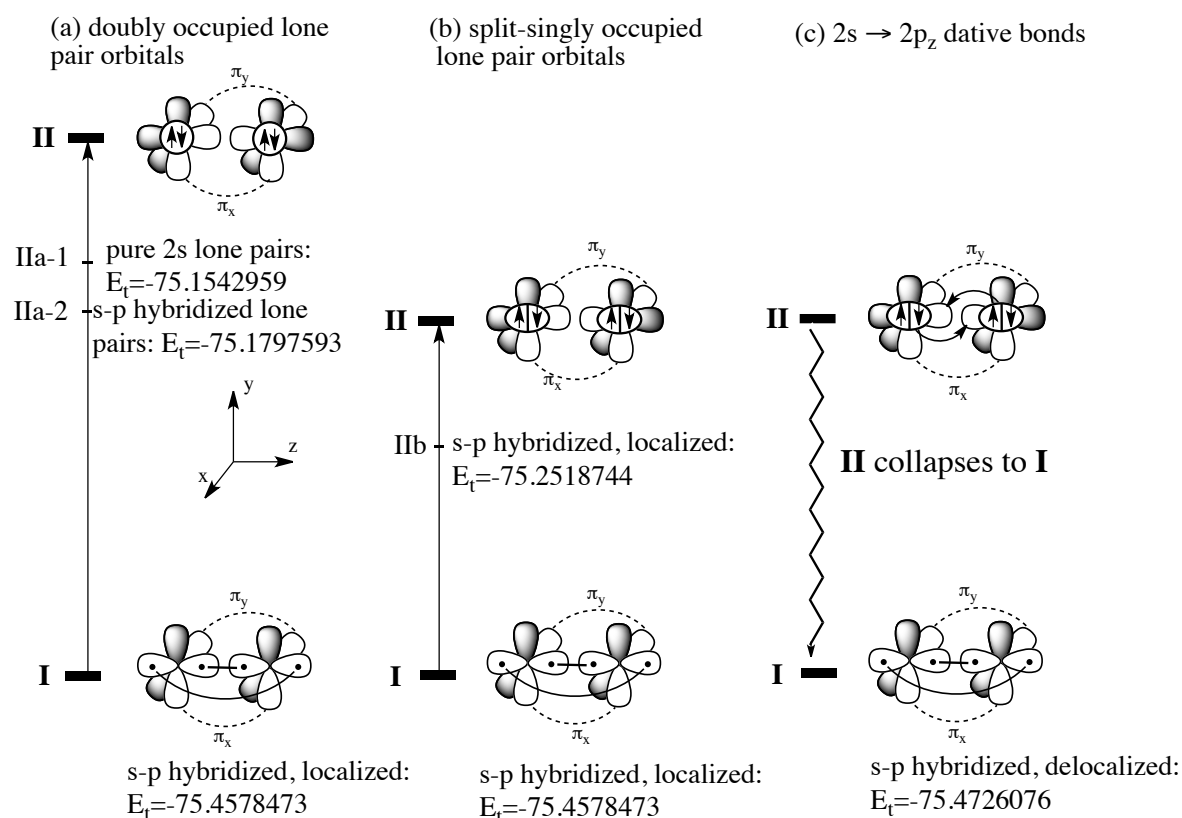 (a) doubly occupied lone
pair orbitals
π_y
II
π_x
IIa-1
pure 2s lone pairs:
E_t=-75.1542959
IIa-2
s-p hybridized lone
pairs: E_t=-75.1797593
y
z
x
π_y
I
π_x
s-p hybridized, localized:
E_t=-75.4578473
(b) split-singly occupied
lone pair orbitals
π_y
II
π_x
IIb
s-p hybridized, localized:
E_t=-75.2518744
π_y
I
π_x
s-p hybridized, localized:
E_t=-75.4578473
(c) 2s → 2p_z dative bonds
π_y
II
π_x
II collapses to I
π_y
I
π_x
s-p hybridized, delocalized:
E_t=-75.4726076